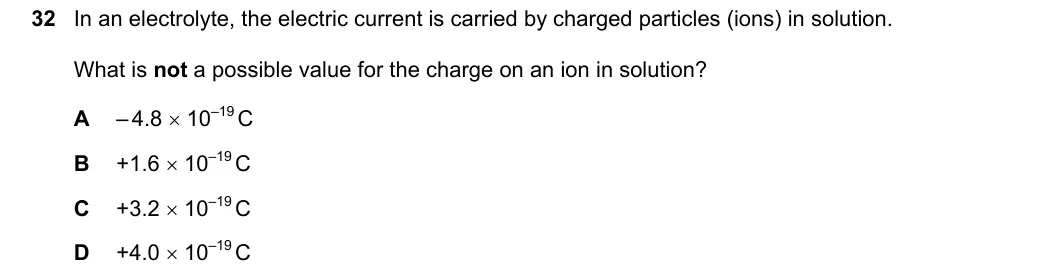 32 In an electrolyte, the electric current is carried by charged particles (ions) in solution.
What is not a possible value for the charge on an ion in solution?
A –4.8 × 10⁻¹⁹ C
B +1.6 × 10⁻¹⁹ C
C +3.2 × 10⁻¹⁹ C
D +4.0 × 10⁻¹⁹ C